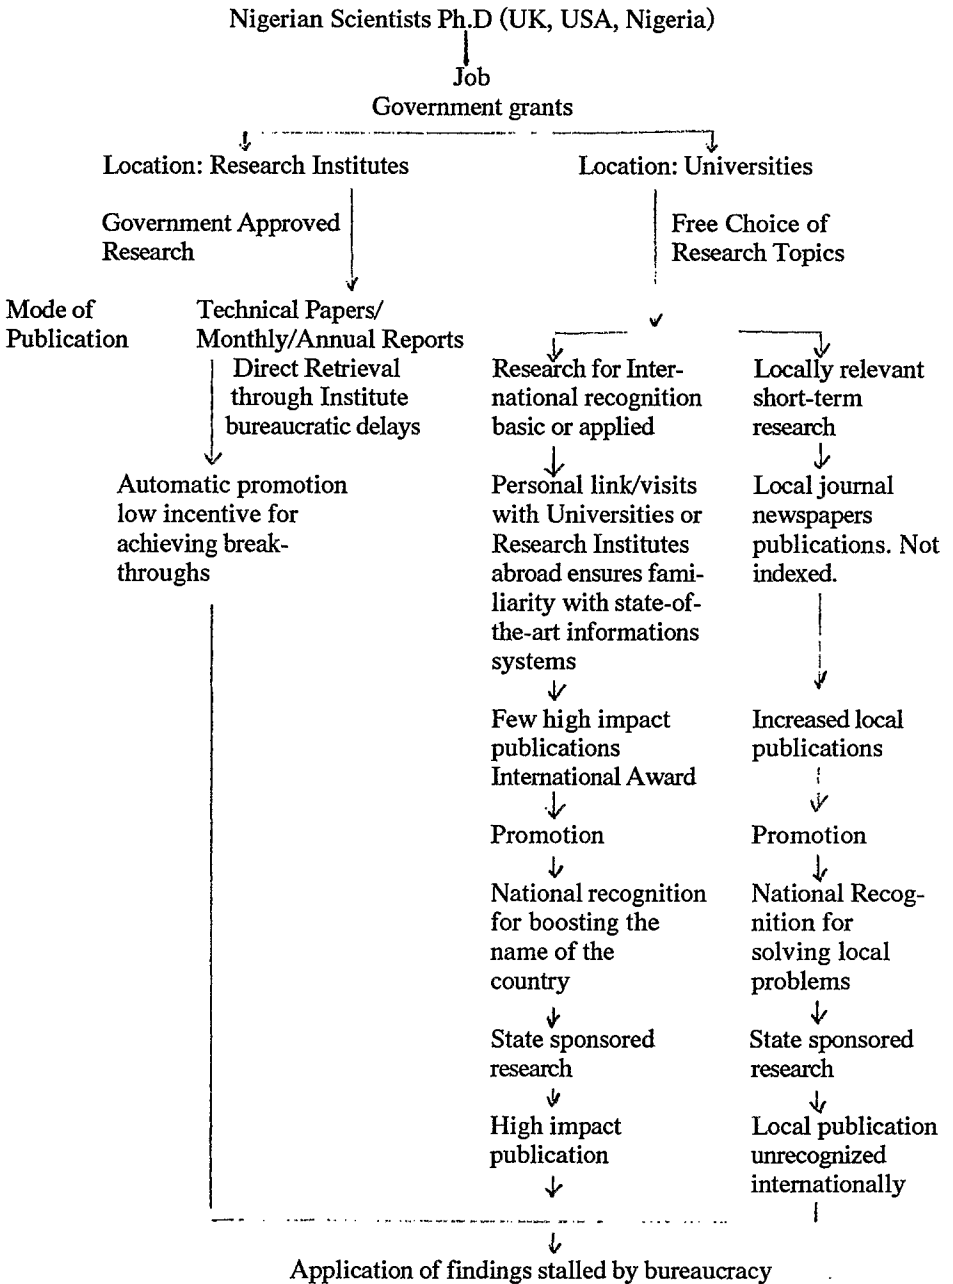 Nigerian Scientists Ph.D (UK, USA, Nigeria)
Job
Government grants
Location: Research Institutes
Government Approved
Research
Mode of
Publication
Technical Papers/
Monthly/Annual Reports
Direct Retrieval
through Institute
bureaucratic delays
Automatic promotion
low incentive for
achieving break-
throughs
Location: Universities
Free Choice of
Research Topics
Research for Inter-
national recognition
basic or applied
Personal link/visits
with Universities or
Research Institutes
abroad ensures fami-
liarity with state-of-
the-art informations
systems
Few high impact
publications
International Award
Promotion
National recognition
for boosting the
name of the
country
State sponsored
research
High impact
publication
Locally relevant
short-term
research
Local journal
newspapers
publications. Not
indexed.
Increased local
publications
Promotion
National Recog-
nition for
solving local
problems
State sponsored
research
Local publication
unrecognized
internationally
Application of findings stalled by bureaucracy